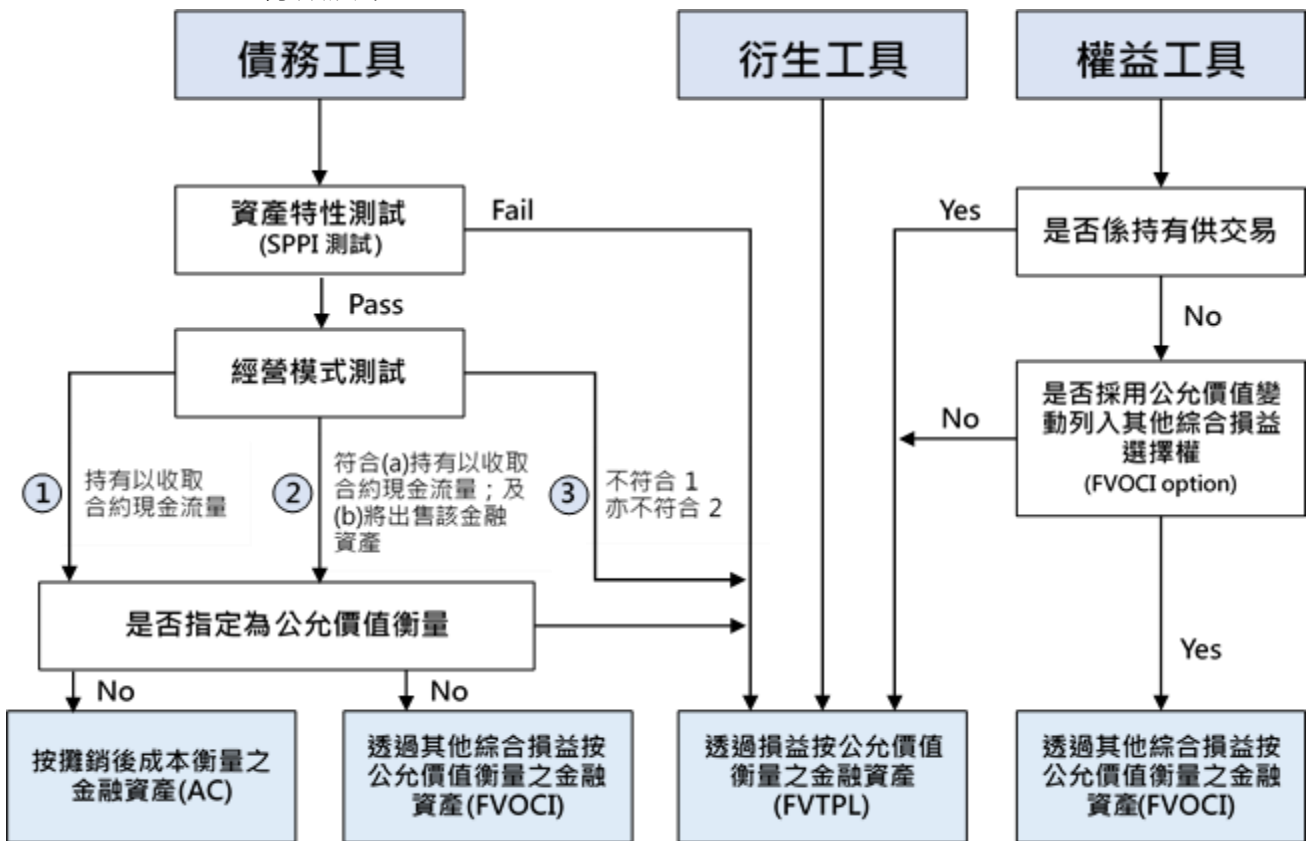 債務工具
衍生工具
權益工具
資產特性測試
(SPPI 測試)
Fail
Yes
是否係持有供交易
Pass
No
經營模式測試
是否採用公允價值變
動列入其他綜合損益
選擇權
(FVOCI option)
No
1
持有以收取
合約現金流量
2
符合(a)持有以收取
合約現金流量；及
(b)將出售該金融
資產
3
不符合 1
亦不符合 2
是否指定為公允價值衡量
Yes
No
No
按攤銷後成本衡量之
金融資產(AC)
透過其他綜合損益按
公允價值衡量之金融
資產(FVOCI)
透過損益按公允價值
衡量之金融資產
(FVTPL)
透過其他綜合損益按
公允價值衡量之金融
資產(FVOCI)